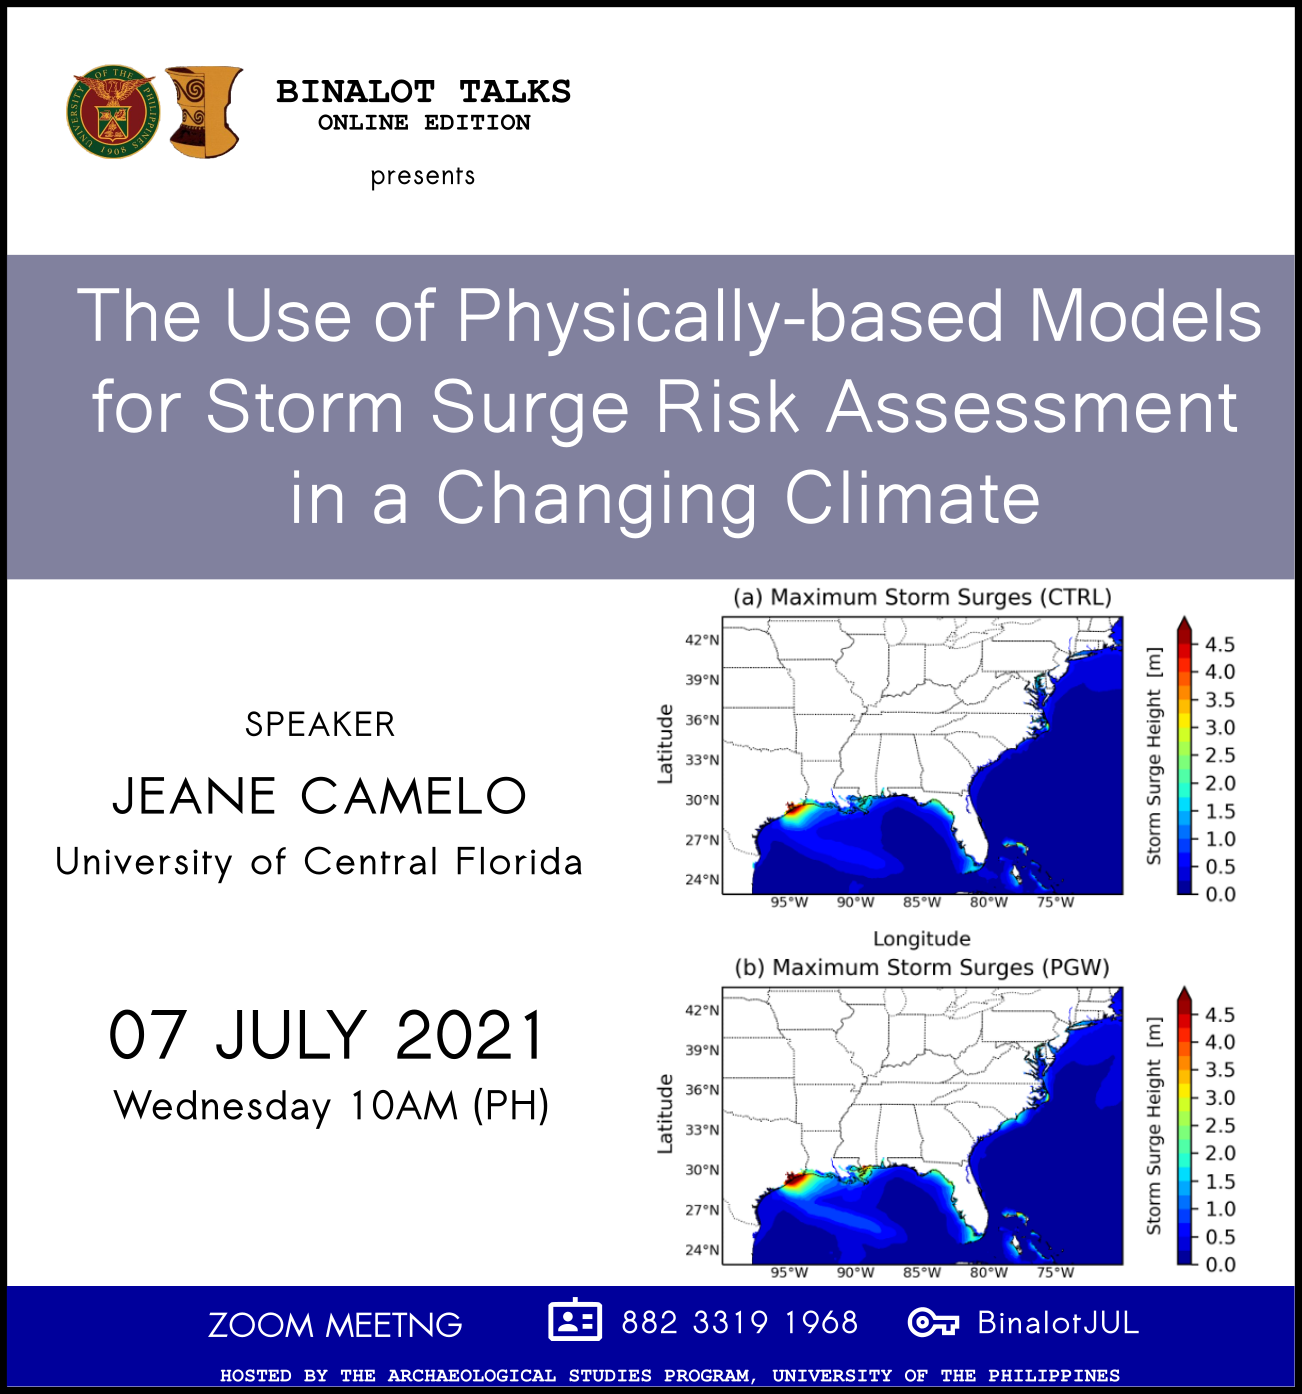 UNIVERSITY OF THE PHILIPPINES
1908
BINALOT TALKS
ONLINE EDITION
presents
The Use of Physically-based Models
for Storm Surge Risk Assessment
in a Changing Climate
SPEAKER
JEANE CAMELO
University of Central Florida
07 JULY 2021
Wednesday 10AM (PH)
(a) Maximum Storm Surges (CTRL)
Latitude
42°N
39°N
36°N
33°N
30°N
27°N
24°N
95°W 90°W 85°W 80°W 75°W
Longitude
Storm Surge Height [m]
4.5
4.0
3.5
3.0
2.5
2.0
1.5
1.0
0.5
0.0
(b) Maximum Storm Surges (PGW)
Latitude
42°N
39°N
36°N
33°N
30°N
27°N
24°N
95°W 90°W 85°W 80°W 75°W
Storm Surge Height [m]
4.5
4.0
3.5
3.0
2.5
2.0
1.5
1.0
0.5
0.0
ZOOM MEETNG 882 3319 1968 BinalotJUL
HOSTED BY THE ARCHAEOLOGICAL STUDIES PROGRAM, UNIVERSITY OF THE PHILIPPINES